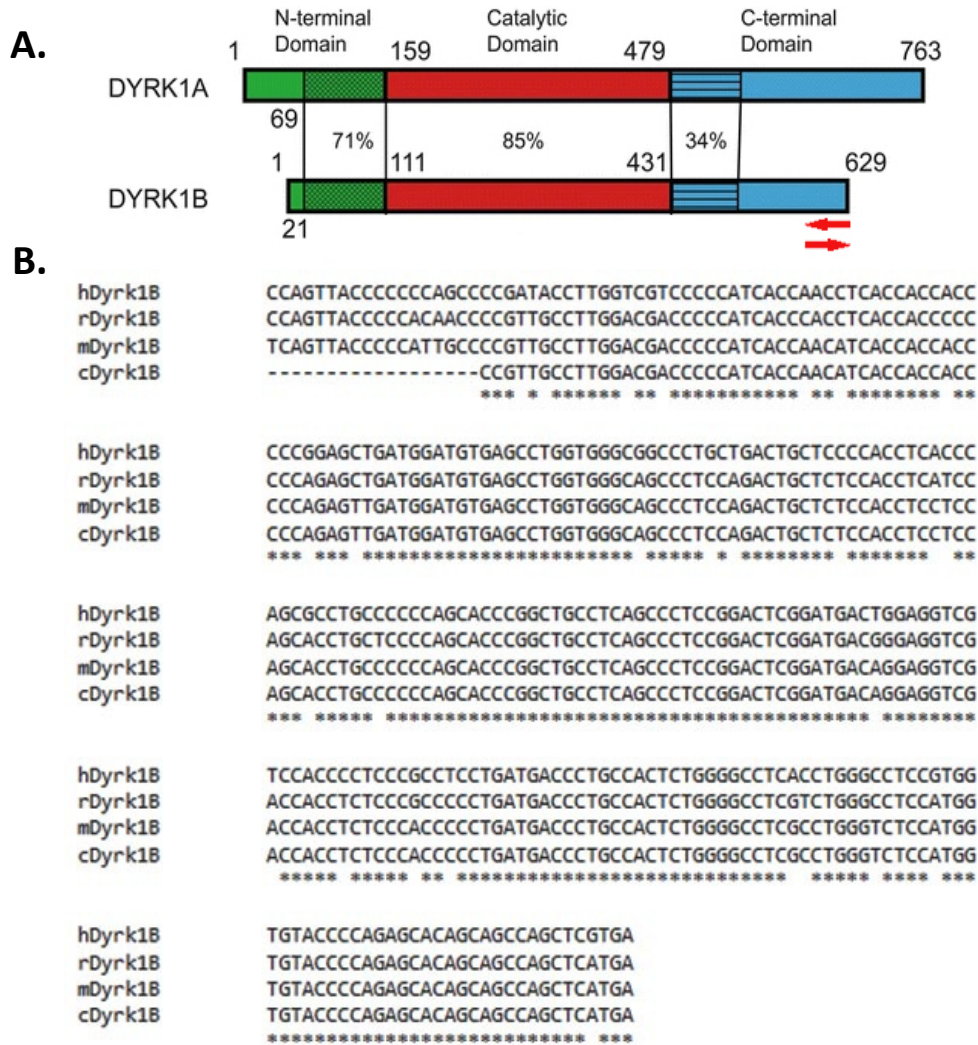 A.
N-terminal Domain Catalytic Domain C-terminal Domain
1 159 479 763
DYRK1A
69 71% 85% 34%
1 111 431 629
DYRK1B
21
B.
hDyrk1B CCAGTTACCCCCCCAGCCCCGATACCTTGGTCGTCCCCCATCACCAACCTCACCACCACC
rDyrk1B CCAGTTACCCCCACAACCCCGTTGCCTTGGACGACCCCCATCACCCACCTCACCACCCCC
mDyrk1B TCAGTTACCCCCATTGCCCCGTTGCCTTGGACGACCCCCATCACCAACATCACCACCACC
cDyrk1B ------------------CCGTTGCCTTGGACGACCCCCATCACCAACATCACCACCACC
*** * ****** ** *********** ** ******** **
hDyrk1B CCCGGAGCTGATGGATGTGAGCCTGGTGGGCGGCCCTGCTGACTGCTCCCCACCTCACCC
rDyrk1B CCCAGAGCTGATGGATGTGAGCCTGGTGGGCAGCCCTCCAGACTGCTCTCCACCTCATCC
mDyrk1B CCCAGAGTTGATGGATGTGAGCCTGGTGGGCAGCCCTCCAGACTGCTCTCCACCTCCTCC
cDyrk1B CCCAGAGTTGATGGATGTGAGCCTGGTGGGCAGCCCTCCAGACTGCTCTCCACCTCCTCC
*** *** *********************** ***** * ******** ******* **
hDyrk1B AGCGCCTGCCCCCCAGCACCCGGCTGCCTCAGCCCTCCGGACTCGGATGACTGGAGGTCG
rDyrk1B AGCACCTGCTCCCCAGCACCCGGCTGCCTCAGCCCTCCGGACTCGGATGACGGGAGGTCG
mDyrk1B AGCACCTGCCCCCCAGCACCCGGCTGCCTCAGCCCTCCGGACTCGGATGACAGGAGGTCG
cDyrk1B AGCACCTGCCCCCCAGCACCCGGCTGCCTCAGCCCTCCGGACTCGGATGACAGGAGGTCG
*** ***** ***************************************** ********
hDyrk1B TCCACCCCTCCCGCCTCCTGATGACCCTGCCACTCTGGGGCCTCACCTGGGCCTCCGTGG
rDyrk1B ACCACCTCTCCCGCCCCCTGATGACCCTGCCACTCTGGGGCCTCGTCTGGGCCTCCATGG
mDyrk1B ACCACCTCTCCCACCCCCTGATGACCCTGCCACTCTGGGGCCTCGCCTGGGTCTCCATGG
cDyrk1B ACCACCTCTCCCACCCCCTGATGACCCTGCCACTCTGGGGCCTCGCCTGGGTCTCCATGG
***** ***** ** **************************** ***** **** ***
hDyrk1B TGTACCCCAGAGCACAGCAGCCAGCTCGTGA
rDyrk1B TGTACCCCAGAGCACAGCAGCCAGCTCATGA
mDyrk1B TGTACCCCAGAGCACAGCAGCCAGCTCATGA
cDyrk1B TGTACCCCAGAGCACAGCAGCCAGCTCATGA
*************************** ***